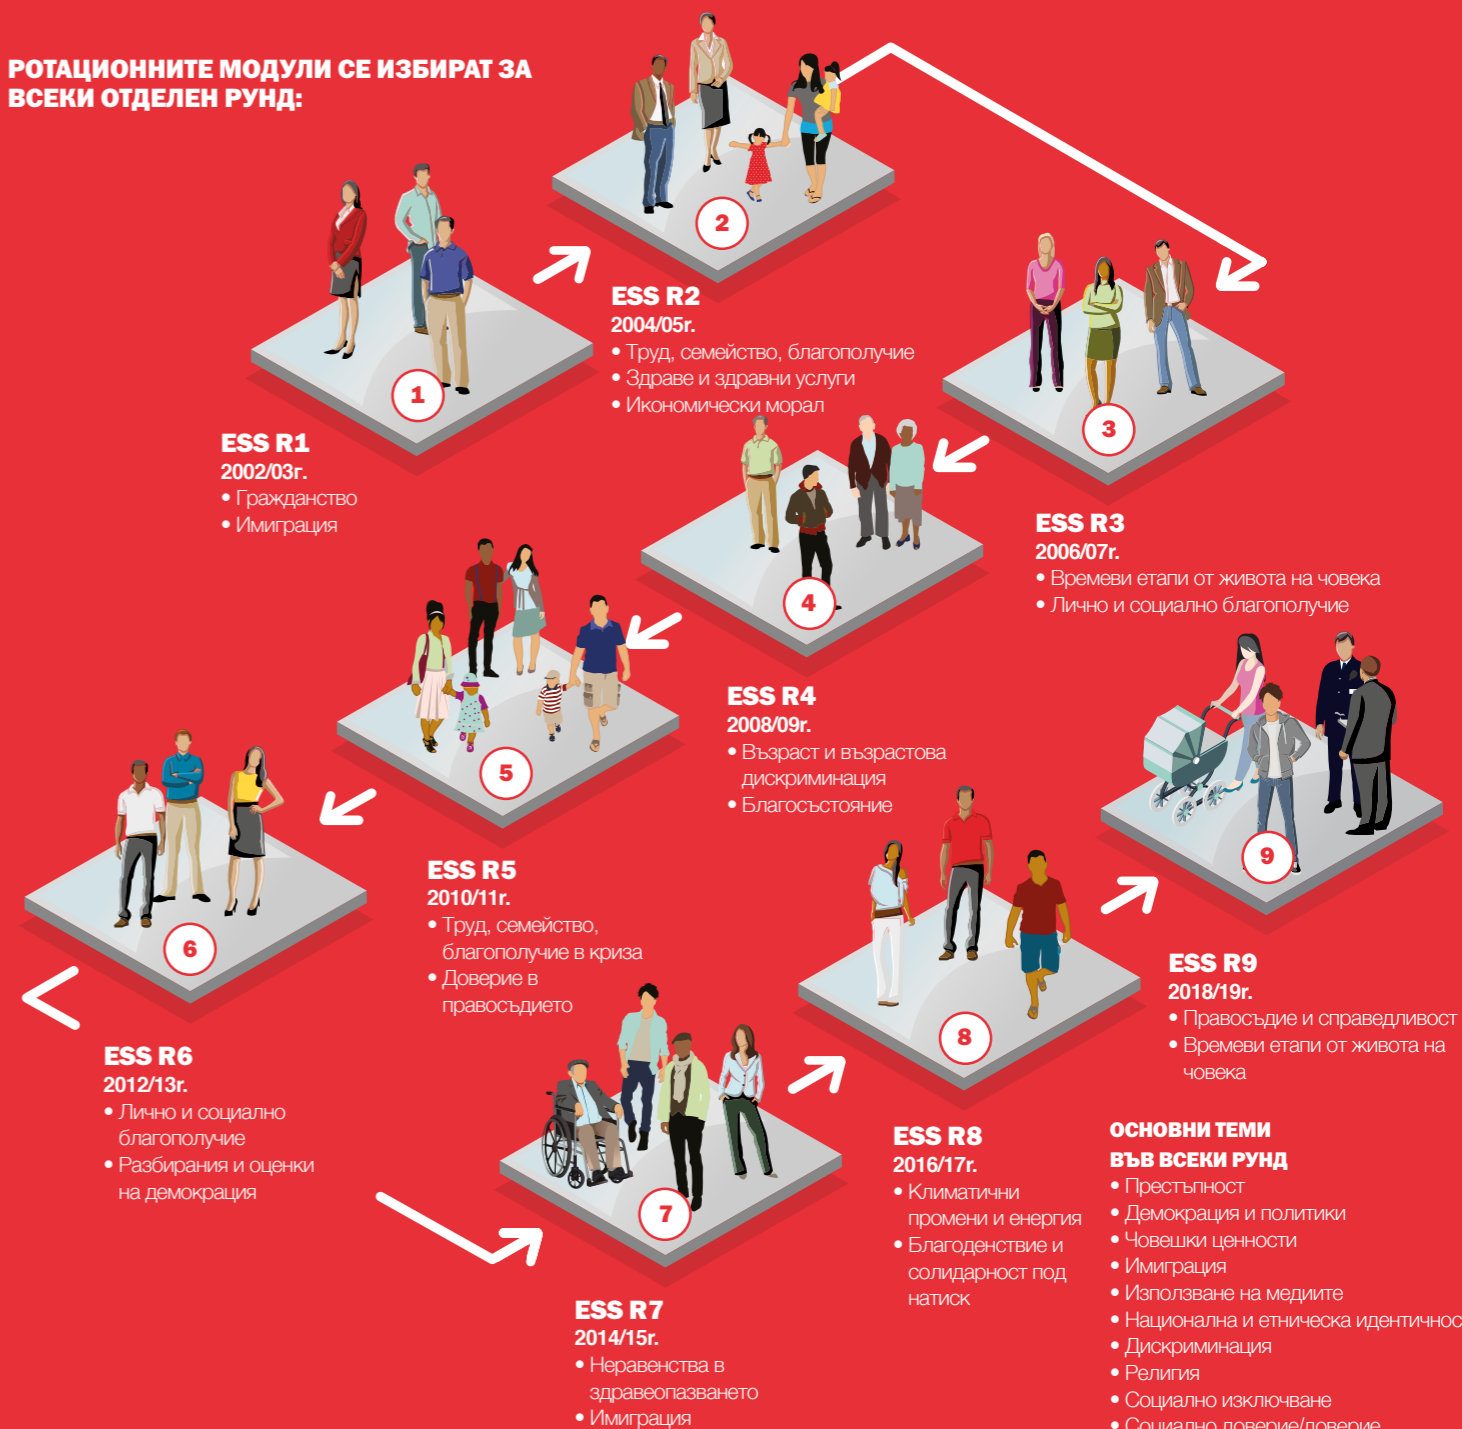 РОТАЦИОННИТЕ МОДУЛИ СЕ ИЗБИРАТ ЗА
ВСЕКИ ОТДЕЛЕН РУНД:
1
ESS R1
2002/03г.
• Гражданство
• Имиграция
2
ESS R2
2004/05г.
• Труд, семейство, благополучие
• Здраве и здравни услуги
• Икономически морал
3
ESS R3
2006/07г.
• Времеви етапи от живота на човека
• Лично и социално благополучие
4
ESS R4
2008/09г.
• Възраст и възрастова
дискриминация
• Благосъстояние
5
ESS R5
2010/11г.
• Труд, семейство,
благополучие в криза
• Доверие в
правосъдието
6
ESS R6
2012/13г.
• Лично и социално
благополучие
• Разбирания и оценки
на демокрация
7
ESS R7
2014/15г.
• Неравенства в
здравеопазването
• Имиграция
8
ESS R8
2016/17г.
• Климатични
промени и енергия
• Благоденствие и
солидарност под
натиск
9
ESS R9
2018/19г.
• Правосъдие и справедливост
• Времеви етапи от живота на
човека
ОСНОВНИ ТЕМИ
ВЪВ ВСЕКИ РУНД
• Престъпност
• Демокрация и политики
• Човешки ценности
• Имиграция
• Използване на медиите
• Национална и етническа идентичнос
• Дискриминация
• Религия
• Социално изключване
• Социално доверие/доверие